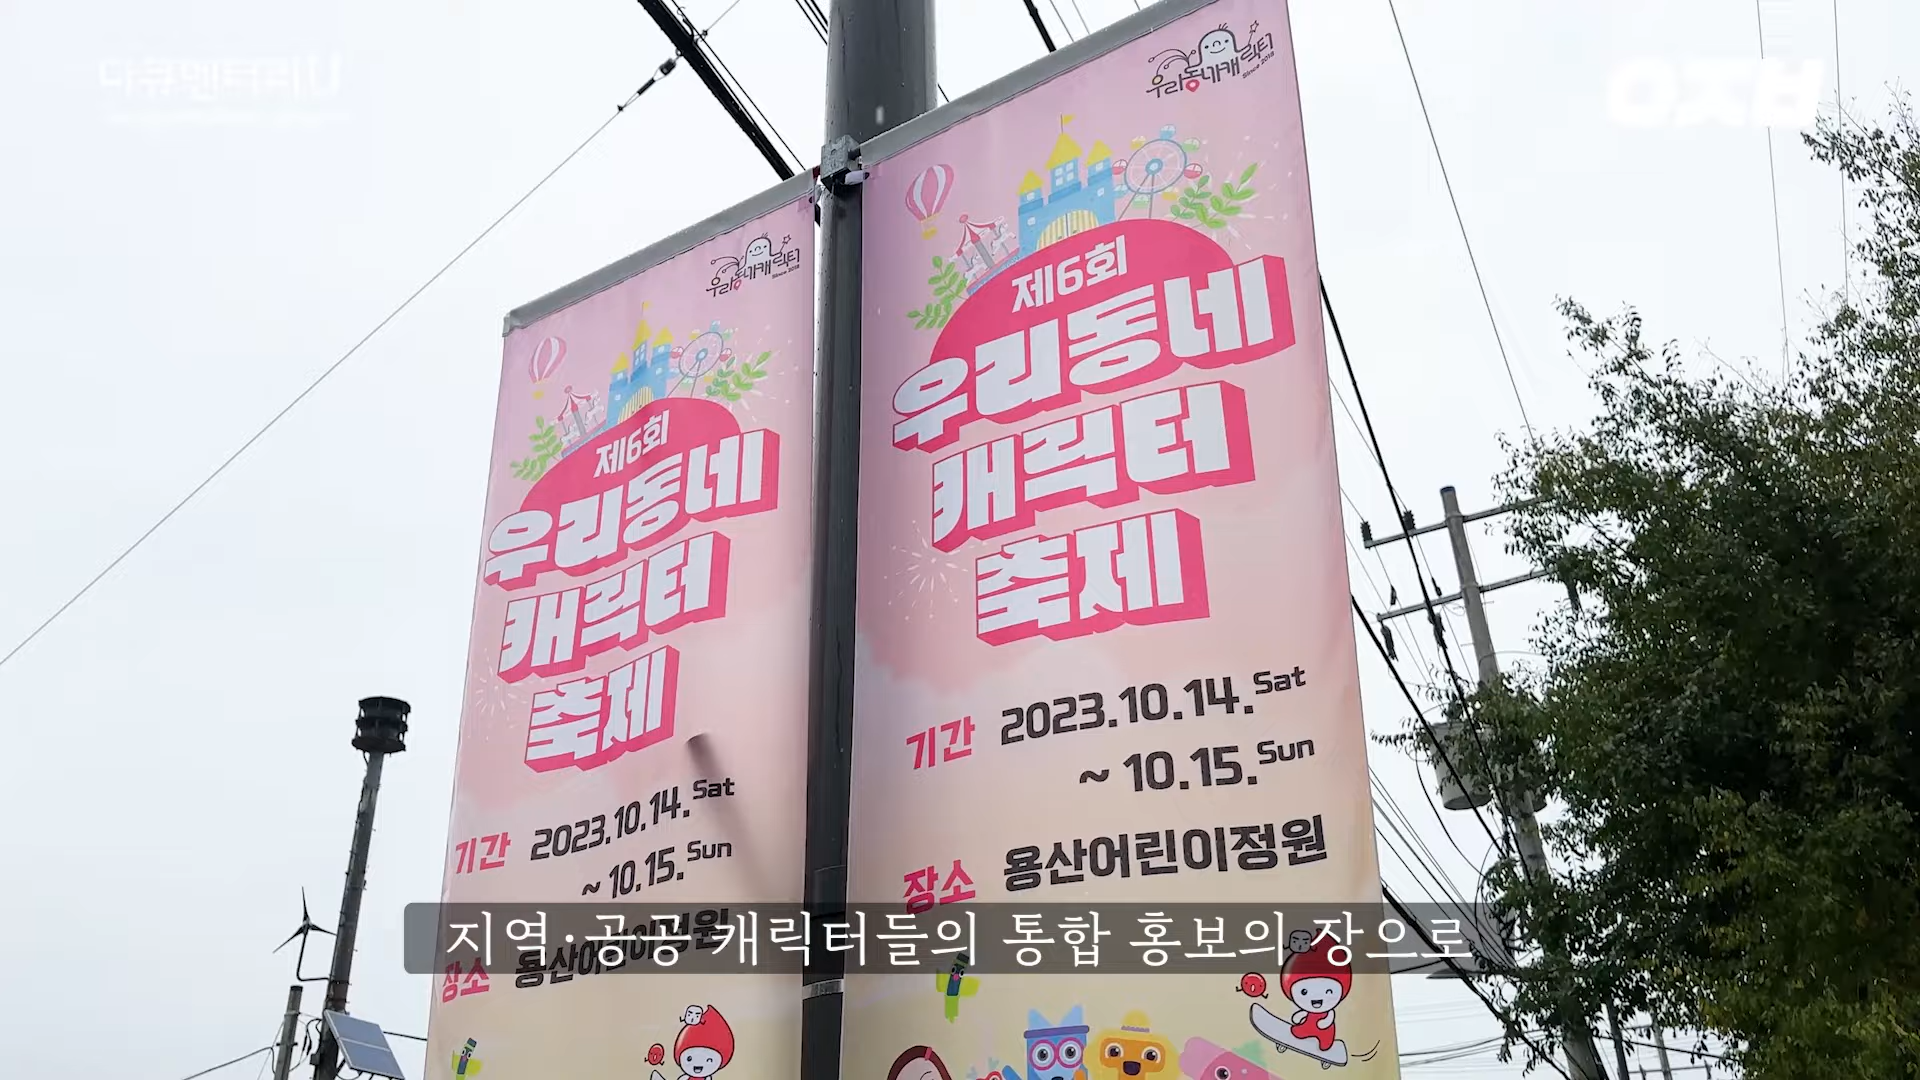 다큐멘터리U
오지브
우리동네캐릭터
Since 2018
제6회
우리동네
캐릭터
축제
기간 2023.10.14.Sat
~ 10.15.Sun
장소 용산어린이정원
우리동네캐릭터
Since 2018
제6회
우리동네
캐릭터
축제
기간 2023.10.14.Sat
~ 10.15.Sun
장소 용산어린이정원
지역·공공 캐릭터들의 통합 홍보의 장으로